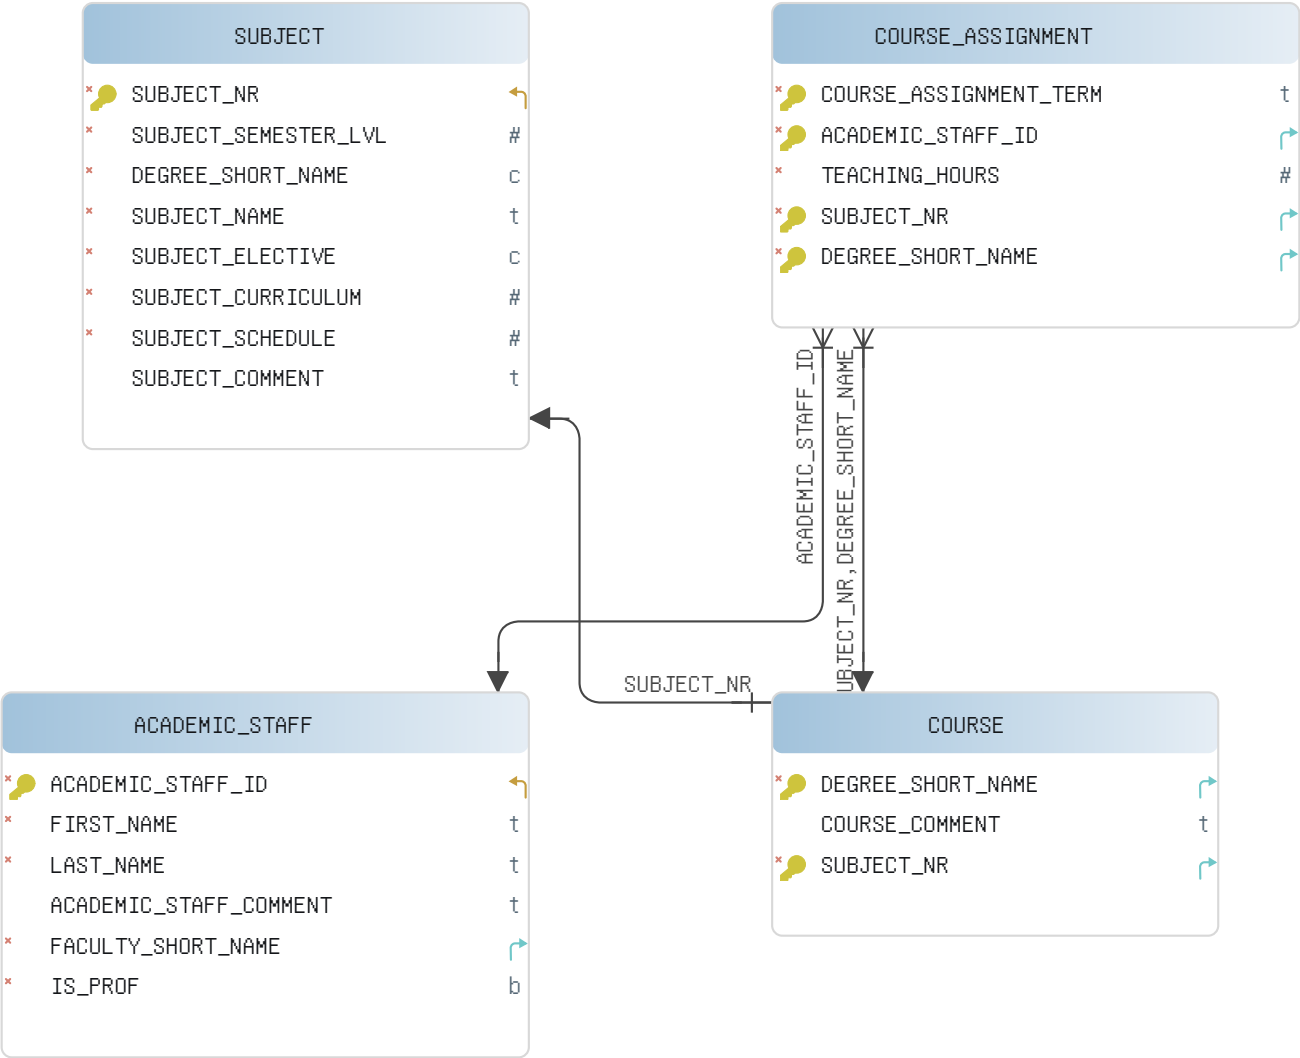 SUBJECT
SUBJECT_NR
SUBJECT_SEMESTER_LVL #
DEGREE_SHORT_NAME c
SUBJECT_NAME t
SUBJECT_ELECTIVE c
SUBJECT_CURRICULUM #
SUBJECT_SCHEDULE #
SUBJECT_COMMENT t
COURSE_ASSIGNMENT
COURSE_ASSIGNMENT_TERM t
ACADEMIC_STAFF_ID
TEACHING_HOURS #
SUBJECT_NR
DEGREE_SHORT_NAME
ACADEMIC_STAFF_ID
UBJECT_NR,DEGREE_SHORT_NAME
SUBJECT_NR
ACADEMIC_STAFF
ACADEMIC_STAFF_ID
FIRST_NAME t
LAST_NAME t
ACADEMIC_STAFF_COMMENT t
FACULTY_SHORT_NAME
IS_PROF b
COURSE
DEGREE_SHORT_NAME
COURSE_COMMENT t
SUBJECT_NR